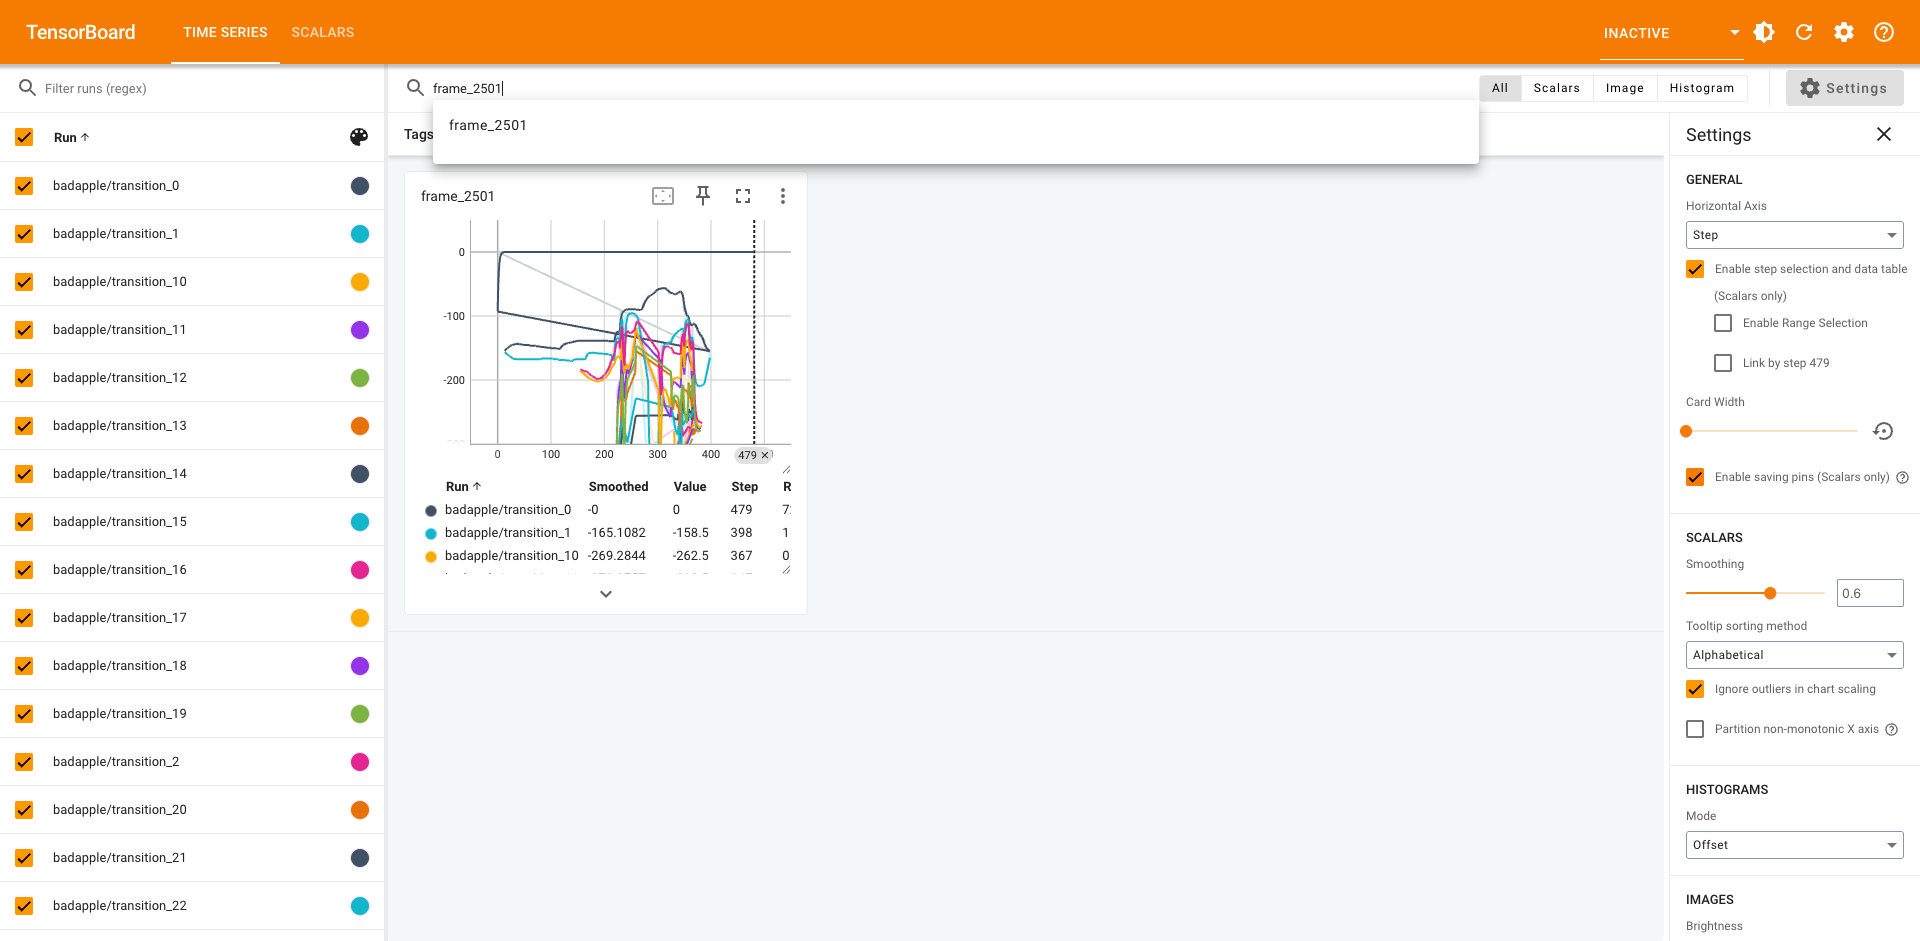 TensorBoard
TIME SERIES
SCALARS
INACTIVE
Filter runs (regex)
frame_2501
All
Scalars
Image
Histogram
Settings
frame_2501
Run
Tags
Settings
badapple/transition_0
badapple/transition_1
badapple/transition_10
badapple/transition_11
badapple/transition_12
badapple/transition_13
badapple/transition_14
badapple/transition_15
badapple/transition_16
badapple/transition_17
badapple/transition_18
badapple/transition_19
badapple/transition_2
badapple/transition_20
badapple/transition_21
badapple/transition_22
frame_2501
0
-100
-200
0 100 200 300 400 479
Run Smoothed Value Step R
badapple/transition_0 -0 0 479
badapple/transition_1 -165.1082 -158.5 398 1
badapple/transition_10 -269.2844 -262.5 367 0
GENERAL
Horizontal Axis
Step
Enable step selection and data table
(Scalars only)
Enable Range Selection
Link by step 479
Card Width
Enable saving pins (Scalars only)
SCALARS
Smoothing
0.6
Tooltip sorting method
Alphabetical
Ignore outliers in chart scaling
Partition non-monotonic X axis
HISTOGRAMS
Mode
Offset
IMAGES
Brightness